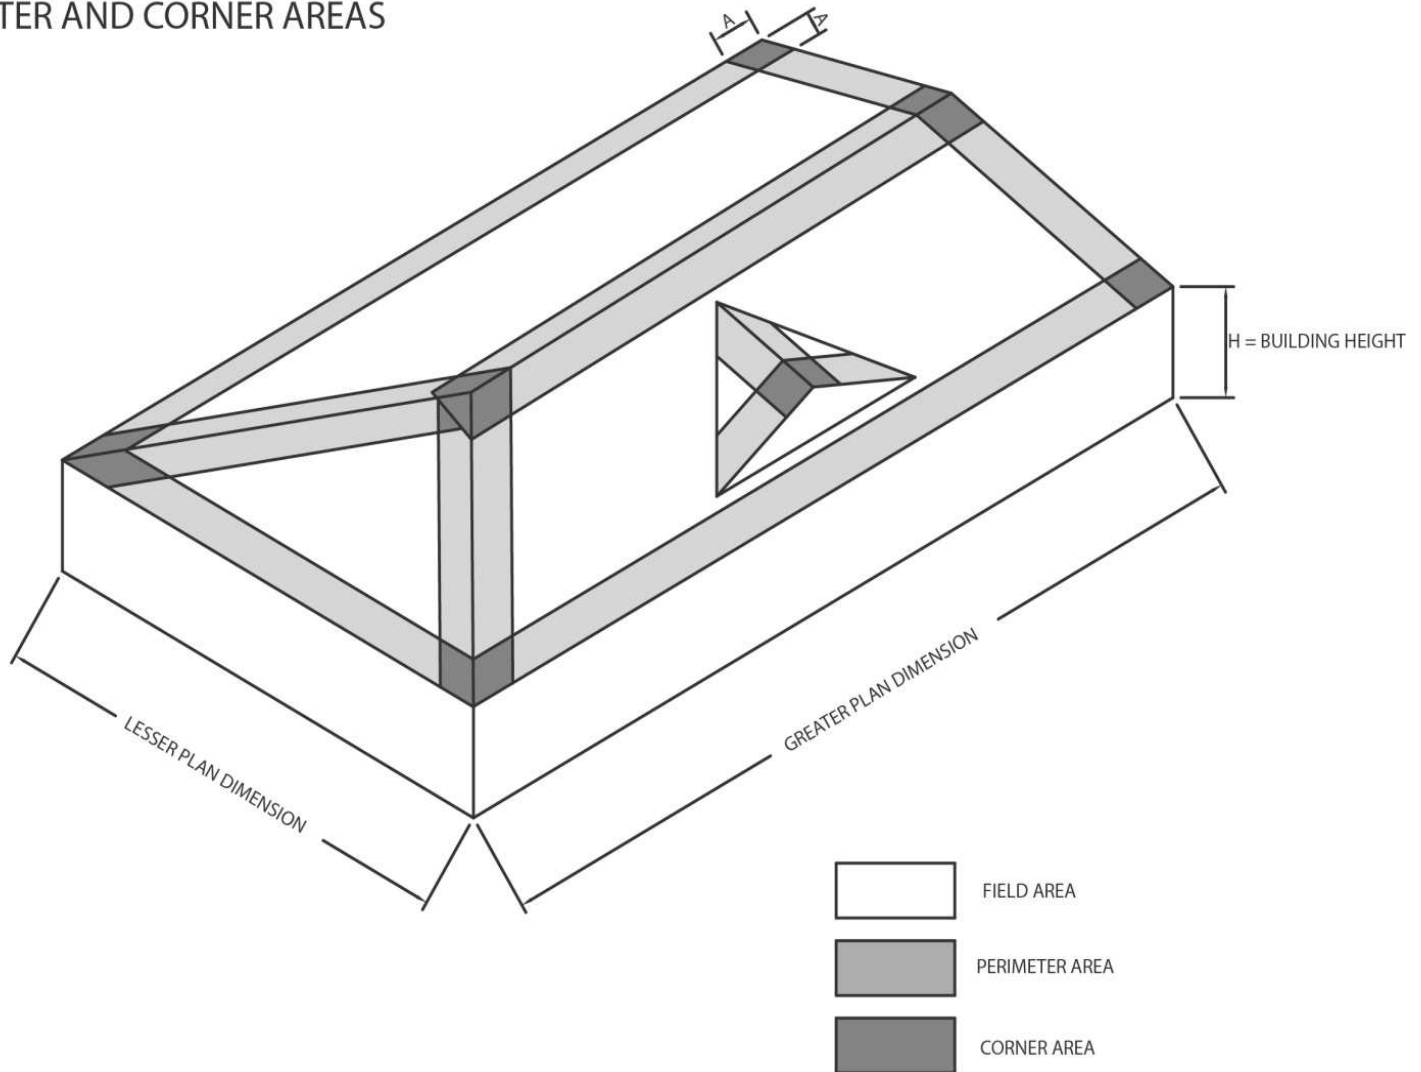 TER AND CORNER AREAS
A
A
H = BUILDING HEIGHT
LESSER PLAN DIMENSION
GREATER PLAN DIMENSION
FIELD AREA
PERIMETER AREA
CORNER AREA